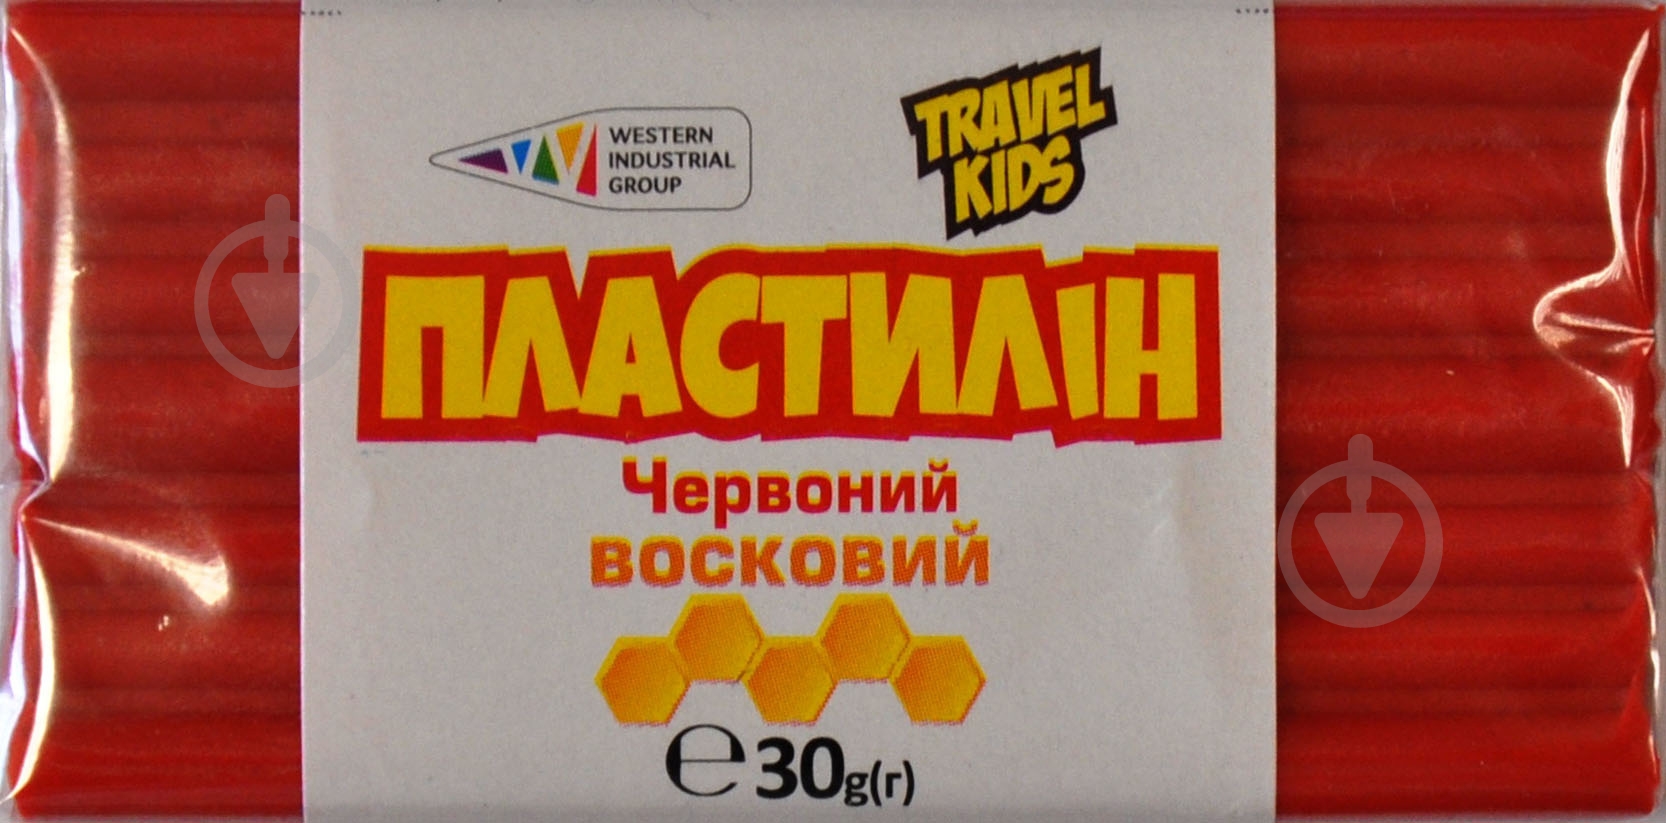 WESTERN
INDUSTRIAL
GROUP
TRAVEL
KIDS
ПЛАСТИЛІН
Червоний
ВОСКОВИЙ
℮30g(г)